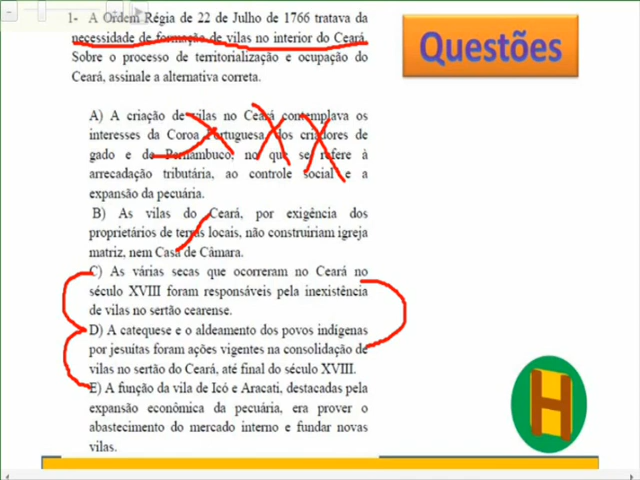 1- A Ordem Régia de 22 de Julho de 1766 tratava da
necessidade de formação de vilas no interior do Ceará.
Sobre o processo de territorialização e ocupação do
Ceará, assinale a alternativa correta.
Questões
A) A criação de vilas no Ceará contemplava os
interesses da Coroa Portuguesa, dos criadores de
gado e de Pernambuco, no que se refere à
arrecadação tributária, ao controle social e a
expansão da pecuária.
B) As vilas do Ceará, por exigência dos
proprietários de terras locais, não construiriam igreja
matriz, nem Casa de Câmara.
C) As várias secas que ocorreram no Ceará no
século XVIII foram responsáveis pela inexistência
de vilas no sertão cearense.
D) A catequese e o aldeamento dos povos indígenas
por jesuítas foram ações vigentes na consolidação de
vilas no sertão do Ceará, até final do século XVIII.
E) A função da vila de Icó e Aracati, destacadas pela
expansão econômica da pecuária, era prover o
abastecimento do mercado interno e fundar novas
vilas.
H